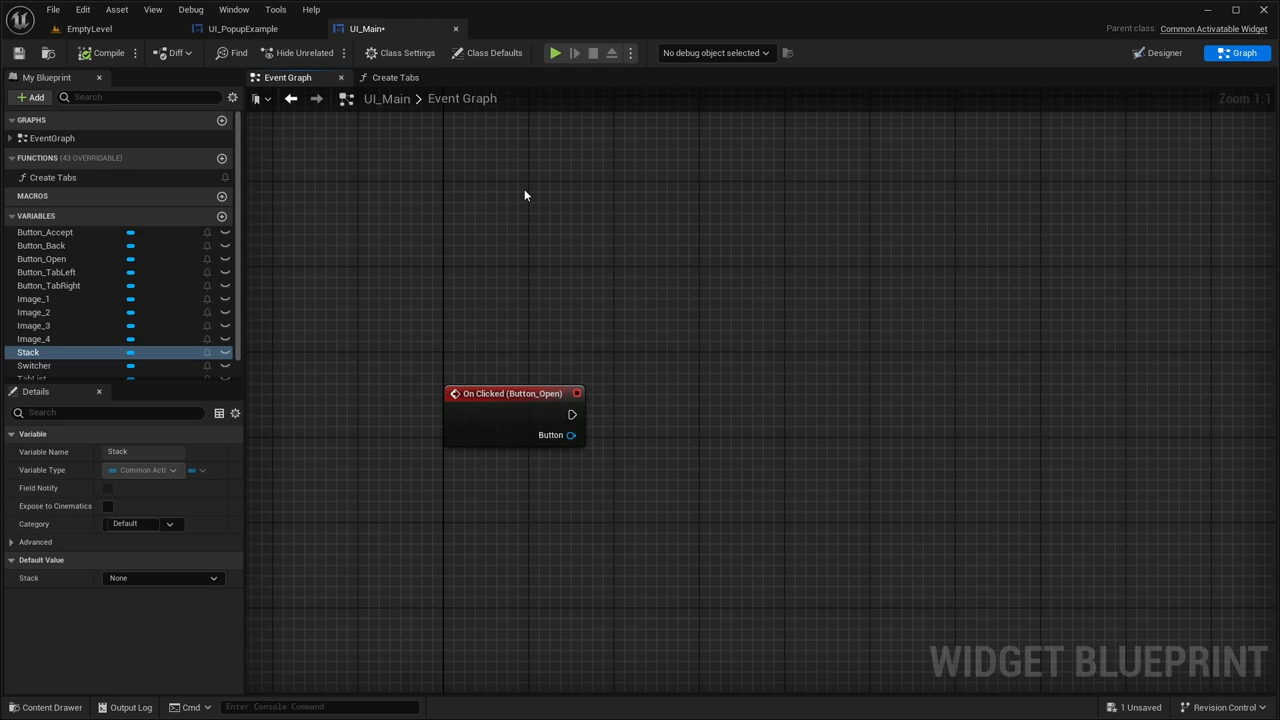 File Edit Asset View Debug Window Tools Help
EmptyLevel UI_PopupExample UI_Main• Parent class: Common Activatable Widget
Compile Diff Find Hide Unrelated Class Settings Class Defaults No debug object selected Designer Graph
My Blueprint Event Graph Create Tabs
Add Search UI_Main > Event Graph Zoom 1:1
GRAPHS
EventGraph
FUNCTIONS (43 OVERRIDABLE)
Create Tabs
MACROS
VARIABLES
Button_Accept
Button_Back
Button_Open
Button_TabLeft
Button_TabRight
Image_1
Image_2
Image_3
Image_4
Stack
Switcher
TabList
Details
Search
Variable
Variable Name Stack
Variable Type Common Acti
Field Notify
Expose to Cinematics
Category Default
Advanced
Default Value
Stack None
On Clicked (Button_Open)
Button
WIDGET BLUEPRINT
Content Drawer Output Log Cmd Enter Console Command 1 Unsaved Revision Control